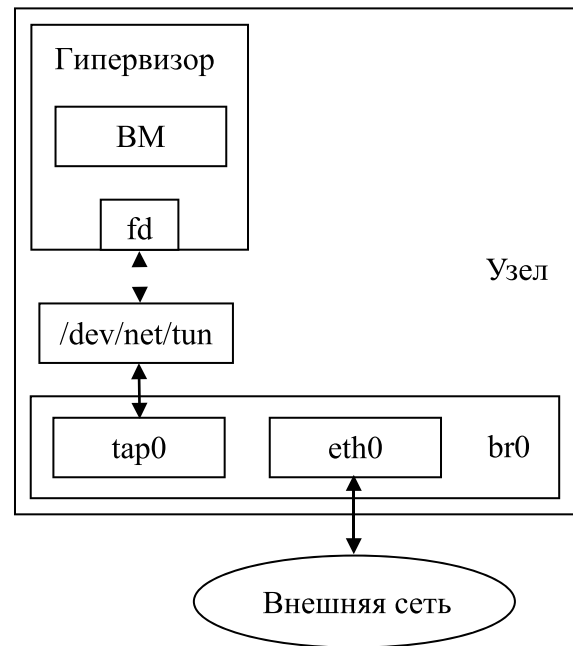 Гипервизор
ВМ
fd
Узел
/dev/net/tun
tap0
eth0
br0
Внешняя сеть